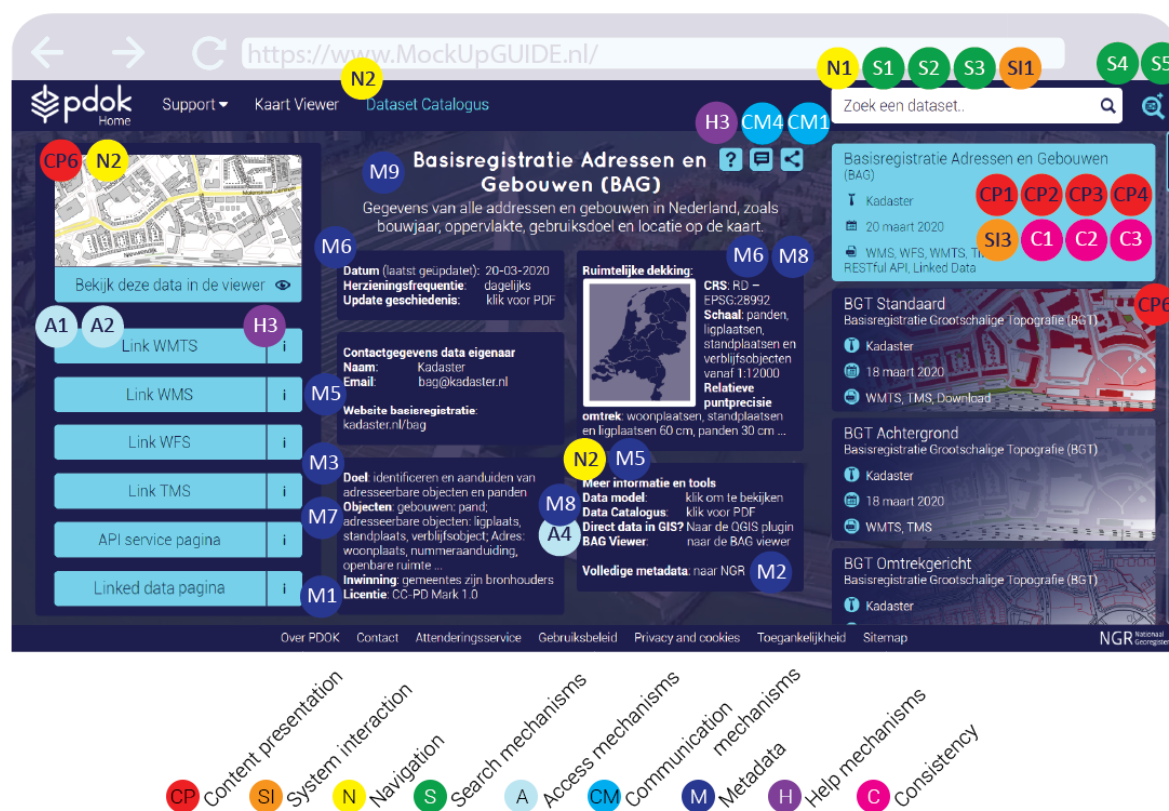 https://www.MockUpGUIDE.nl/
N2
N1
S1
S2
S3
SI1
S4
S5
pdok
Home
Support
Kaart Viewer
Dataset Catalogus
Zoek een dataset..
H3
CM4
CM1
CP6
N2
Bekijk deze data in de viewer
A1
A2
H3
Link WMTS i
Link WMS i
Link WFS i
Link TMS i
API service pagina i
Linked data pagina i
M9
Basisregistratie Adressen en
Gebouwen (BAG)
?
Gegevens van alle addressen en gebouwen in Nederland, zoals
bouwjaar, oppervlakte, gebruiksdoel en locatie op de kaart.
M6
Datum (laatst geüpdatet): 20-03-2020
Herzieningsfrequentie: dagelijks
Update geschiedenis: klik voor PDF
Contactgegevens data eigenaar
Naam: Kadaster
Email: bag@kadaster.nl
M5
Website basisregistratie:
kadaster.nl/bag
M3
Doel: identificeren en aanduiden van
adresseerbare objecten en panden
M7
Objecten: gebouwen: pand;
adresseerbare objecten: ligplaats,
standplaats, verblijfsobject; Adres:
woonplaats, nummeraanduiding,
openbare ruimte ...
Inwinning: gemeentes zijn bronhouders
M1
Licentie: CC-PD Mark 1.0
M6
M8
Ruimtelijke dekking:
CRS: RD –
EPSG:28992
Schaal: panden,
ligplaatsen,
standplaatsen en
verblijfsobjecten
vanaf 1:12000
Relatieve
puntprecisie
omtrek: woonplaatsen, standplaatsen
en ligplaatsen 60 cm, panden 30 cm ...
N2
M5
Meer informatie en tools
M8
Data model: klik om te bekijken
Data Catalogus: klik voor PDF
A4
Direct data in GIS? Naar de QGIS plugin
BAG Viewer: naar de BAG viewer
Volledige metadata: naar NGR
M2
Basisregistratie Adressen en Gebouwen
(BAG)
Kadaster
CP1
CP2
CP3
CP4
20 maart 2020
SI3
C1
C2
C3
WMS, WFS, WMTS,
RESTful API, Linked Data
CP6
BGT Standaard
Basisregistratie Grootschalige Topografie (BGT)
Kadaster
18 maart 2020
WMTS, TMS, Download
BGT Achtergrond
Basisregistratie Grootschalige Topografie (BGT)
Kadaster
18 maart 2020
WMTS, TMS
BGT Omtrekgericht
Basisregistratie Grootschalige Topografie (BGT)
Kadaster
Over PDOK
Contact
Attenderingsservice
Gebruiksbeleid
Privacy and cookies
Toegankelijkheid
Sitemap
NGR
CP Content presentation
SI System interaction
N Navigation
S Search mechanisms
A Access mechanisms
CM Communication
mechanisms
M Metadata
H Help mechanisms
C Consistency